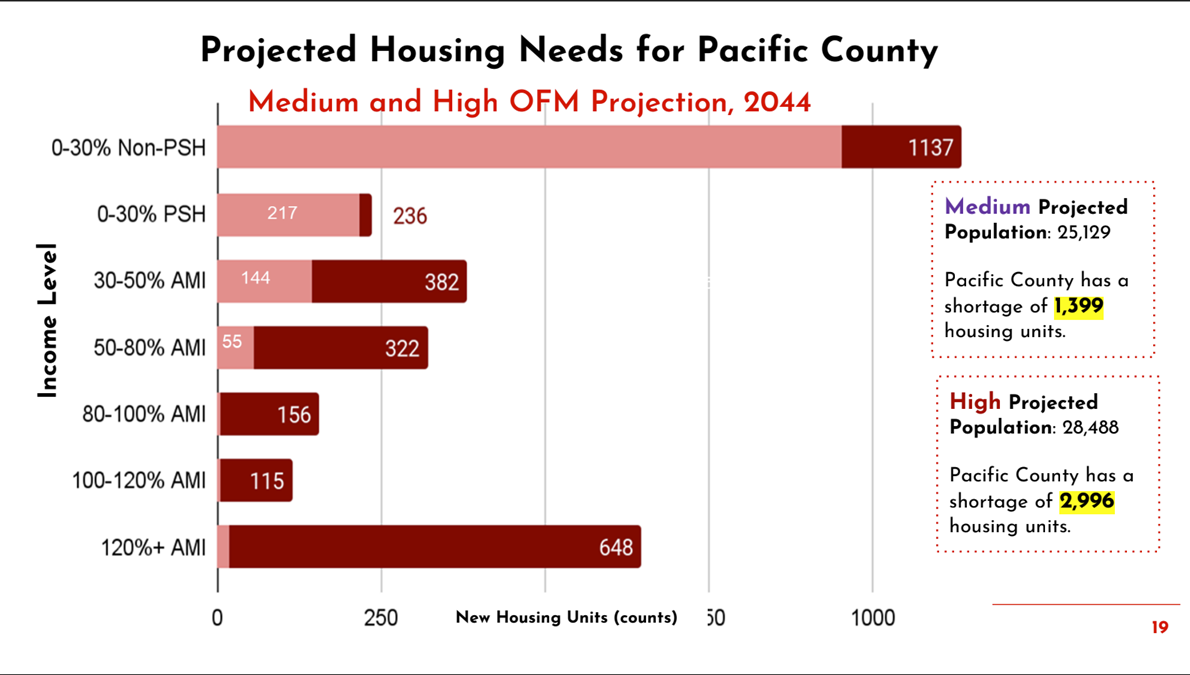 Projected Housing Needs for Pacific County
Medium and High OFM Projection, 2044
Income Level
0-30% Non-PSH
1137
0-30% PSH
217
236
30-50% AMI
144
382
50-80% AMI
55
322
80-100% AMI
156
100-120% AMI
115
120%+ AMI
648
0
250
New Housing Units (counts)
50
1000
Medium Projected
Population: 25,129
Pacific County has a
shortage of 1,399
housing units.
High Projected
Population: 28,488
Pacific County has a
shortage of 2,996
housing units.
19